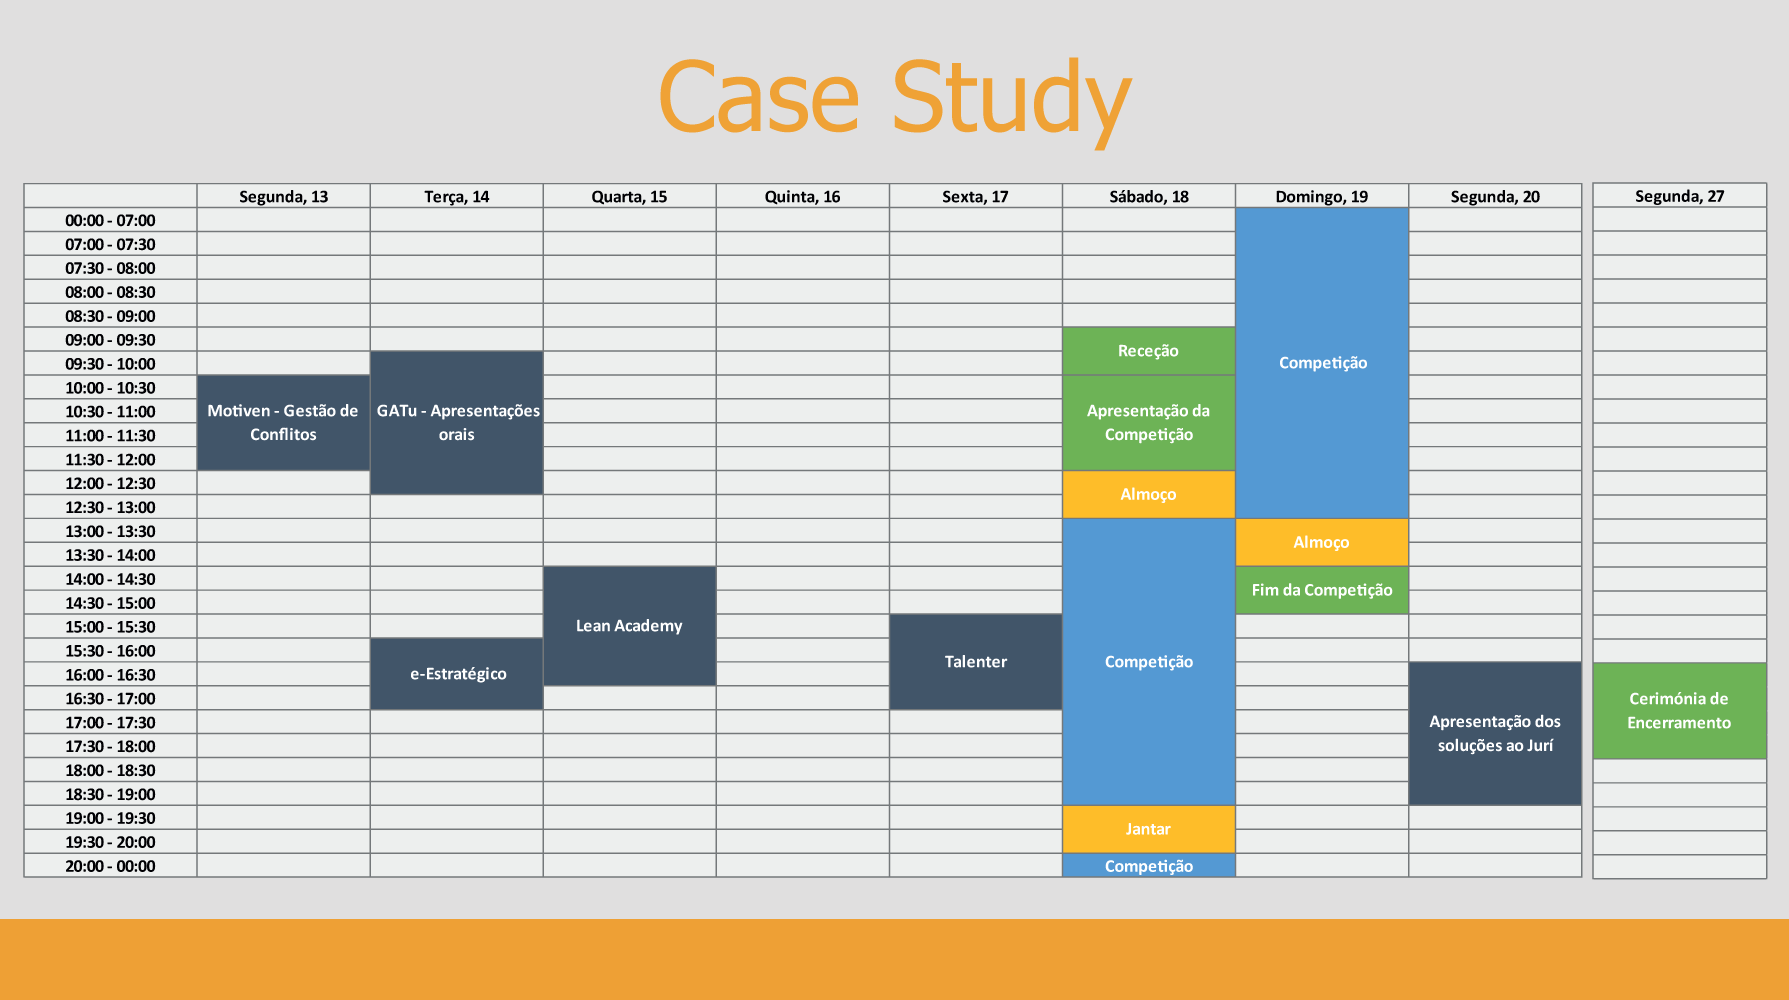 Case Study
Segunda, 13 Terça, 14 Quarta, 15 Quinta, 16 Sexta, 17 Sábado, 18 Domingo, 19 Segunda, 20 Segunda, 27
00:00 - 07:00
07:00 - 07:30
07:30 - 08:00
08:00 - 08:30
08:30 - 09:00
09:00 - 09:30
Receção
09:30 - 10:00
Competição
10:00 - 10:30
10:30 - 11:00
Motiven - Gestão de
Conflitos
GATu - Apresentações
orais
Apresentação da
Competição
11:00 - 11:30
11:30 - 12:00
12:00 - 12:30
Almoço
12:30 - 13:00
13:00 - 13:30
Almoço
13:30 - 14:00
14:00 - 14:30
Fim da Competição
14:30 - 15:00
15:00 - 15:30
Lean Academy
15:30 - 16:00
Talenter
Competição
16:00 - 16:30
e-Estratégico
16:30 - 17:00
Cerimónia de
Encerramento
17:00 - 17:30
Apresentação dos
soluções ao Jurí
17:30 - 18:00
18:00 - 18:30
18:30 - 19:00
19:00 - 19:30
Jantar
19:30 - 20:00
20:00 - 00:00
Competição